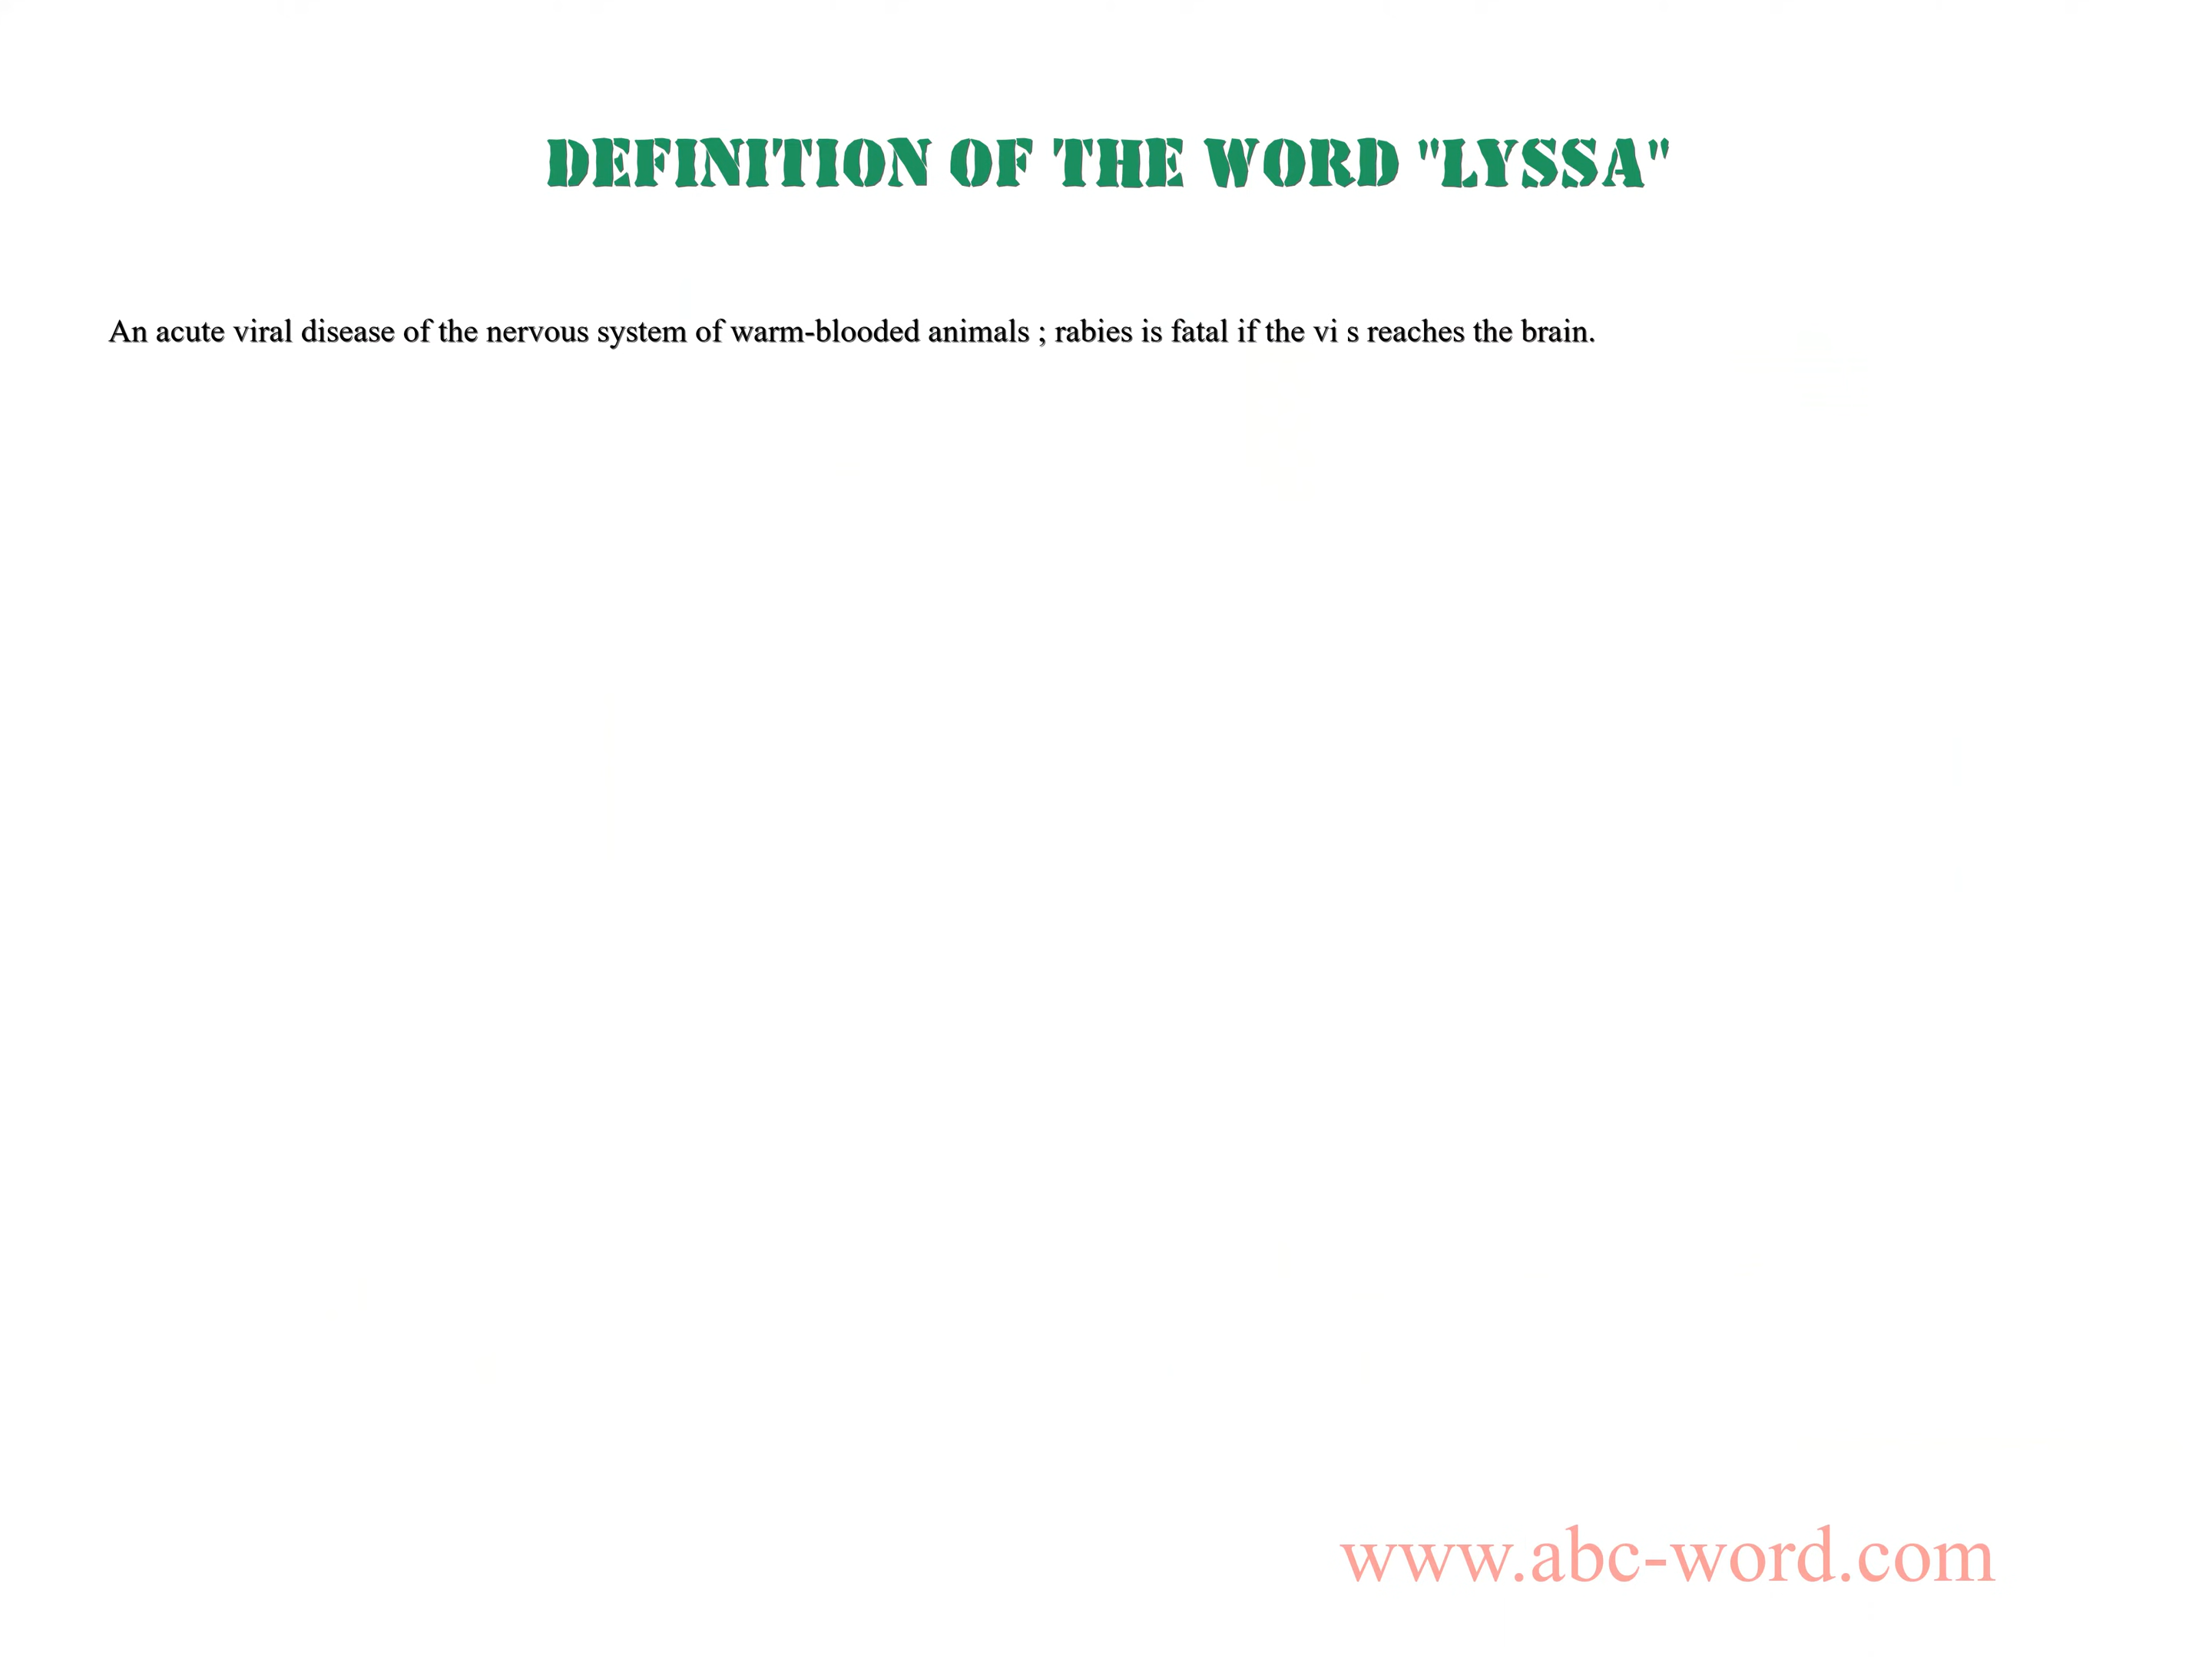 DEFINITION OF THE WORD "LYSSA"
An acute viral disease of the nervous system of warm-blooded animals ; rabies is fatal if the vi s reaches the brain.
www.abc-word.com